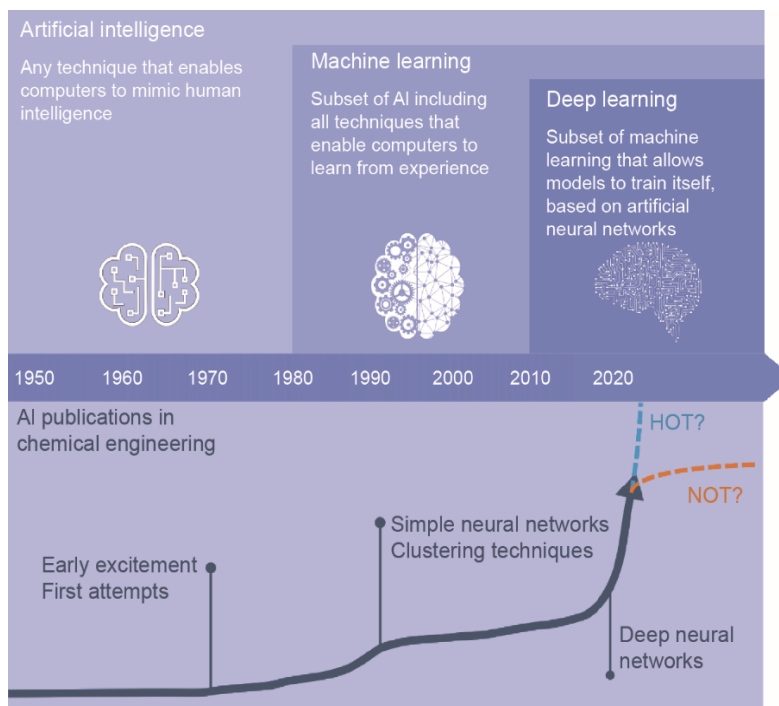 Artificial intelligence
Any technique that enables
computers to mimic human
intelligence
Machine learning
Subset of AI including
all techniques that
enable computers to
learn from experience
Deep learning
Subset of machine
learning that allows
models to train itself,
based on artificial
neural networks
1950 1960 1970 1980 1990 2000 2010 2020
AI publications in
chemical engineering
HOT?
NOT?
Simple neural networks
Clustering techniques
Early excitement
First attempts
Deep neural
networks